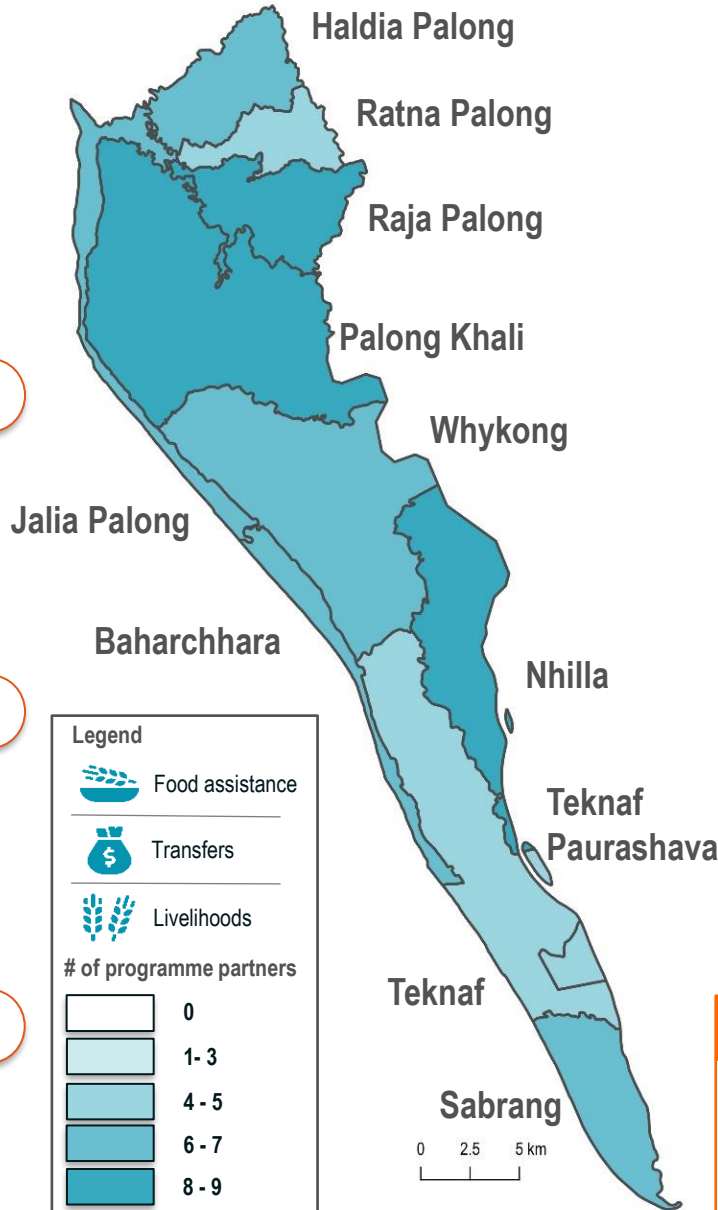 Haldia Palong
Ratna Palong
Raja Palong
Palong Khali
Whykong
Jalia Palong
Baharchhara
Nhilla
Teknaf
Paurashava
Teknaf
Sabrang
Legend
Food assistance
$
Transfers
Livelihoods
# of programme partners
0
1- 3
4 - 5
6 - 7
8 - 9
0 2.5 5 km